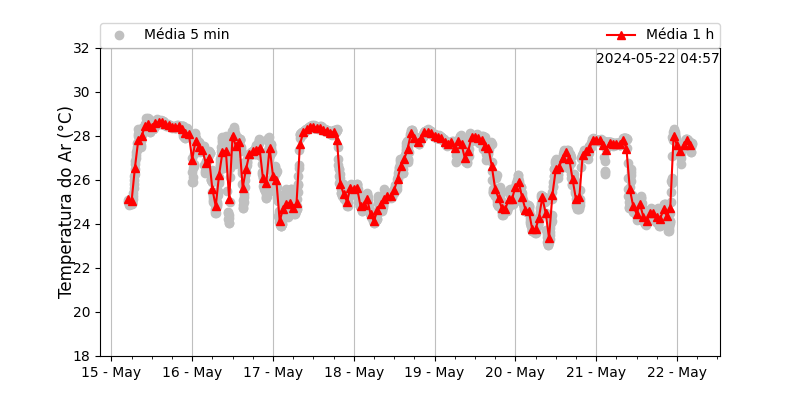 Média 5 min
Média 1 h
2024-05-22 04:57
Temperatura do Ar (°C)
32
30
28
26
24
22
20
18
15 - May
16 - May
17 - May
18 - May
19 - May
20 - May
21 - May
22 - May